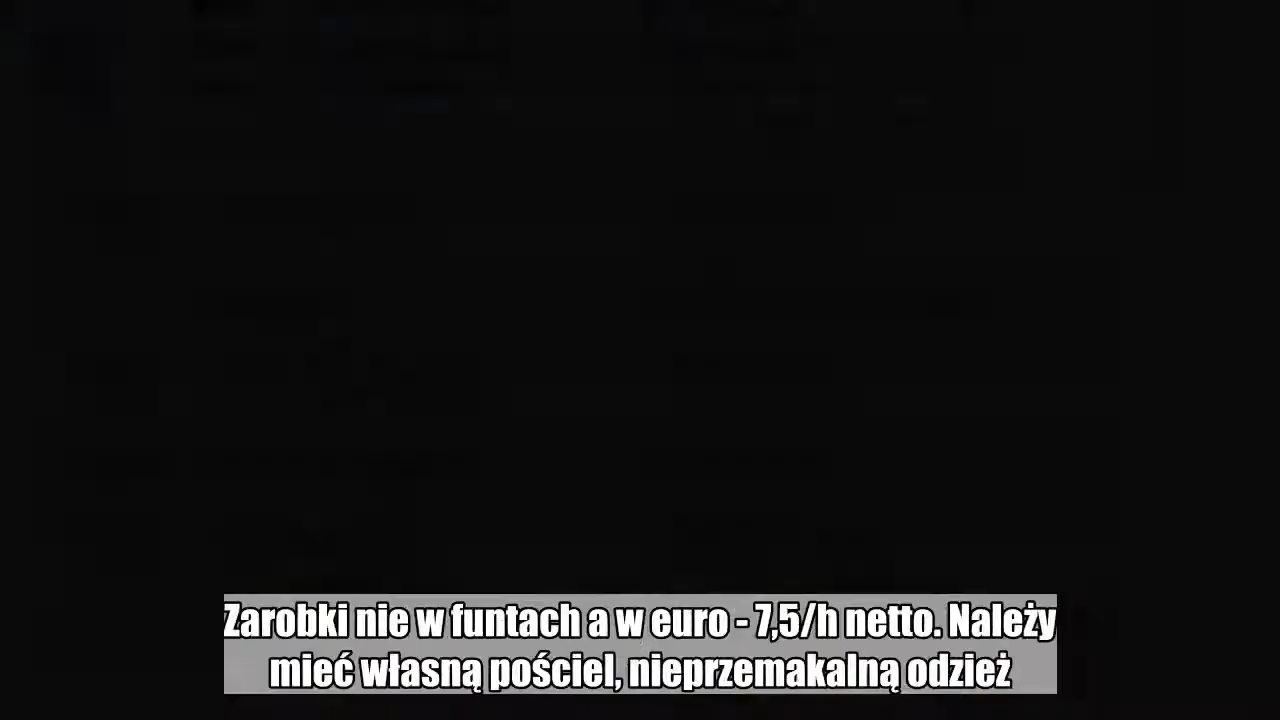 Zarobki nie w funtach a w euro - 7,5/h netto. Należy
mieć własną pościel, nieprzemakalną odzież